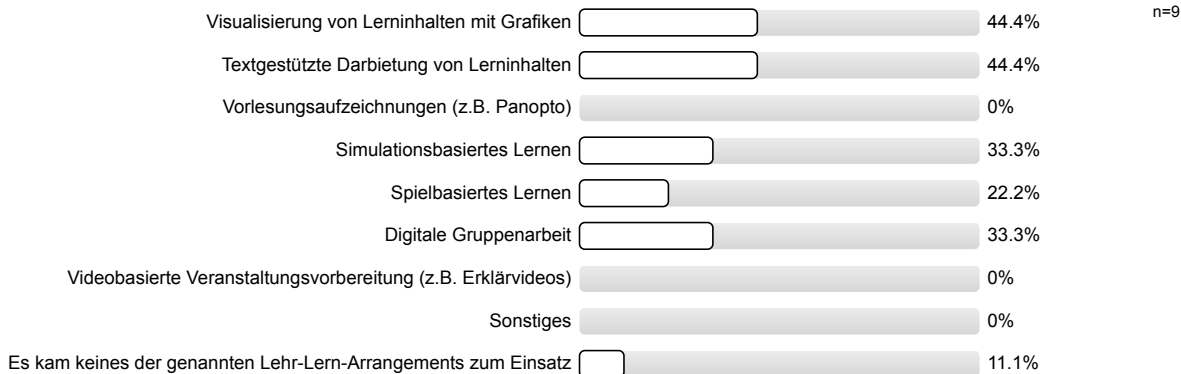 n=9
Visualisierung von Lerninhalten mit Grafiken 44.4%
Textgestützte Darbietung von Lerninhalten 44.4%
Vorlesungsaufzeichnungen (z.B. Panopto) 0%
Simulationsbasiertes Lernen 33.3%
Spielbasiertes Lernen 22.2%
Digitale Gruppenarbeit 33.3%
Videobasierte Veranstaltungsvorbereitung (z.B. Erklärvideos) 0%
Sonstiges 0%
Es kam keines der genannten Lehr-Lern-Arrangements zum Einsatz 11.1%